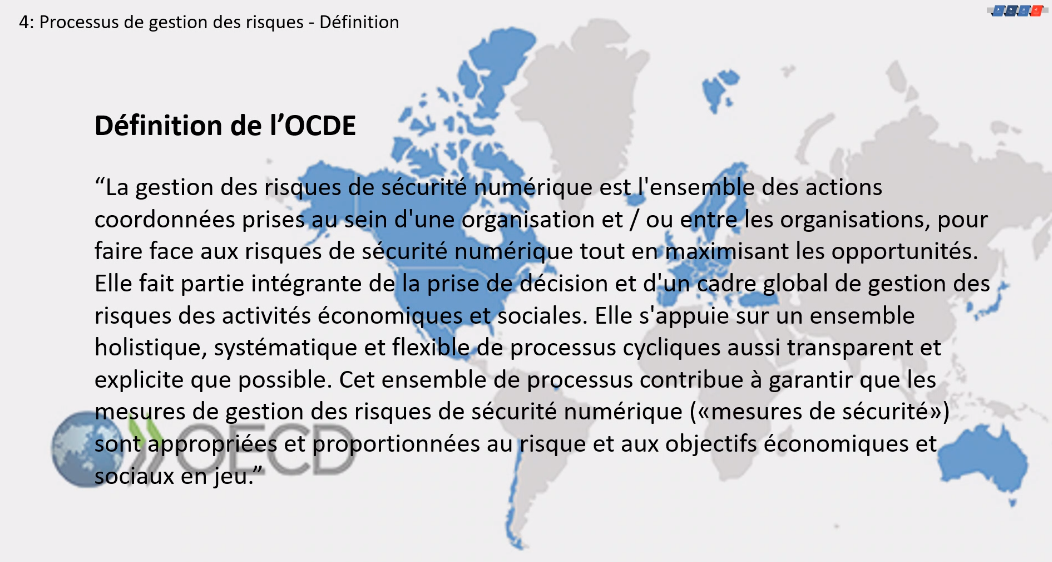 4: Processus de gestion des risques - Définition
Définition de l’OCDE
“La gestion des risques de sécurité numérique est l'ensemble des actions
coordonnées prises au sein d'une organisation et / ou entre les organisations, pour
faire face aux risques de sécurité numérique tout en maximisant les opportunités.
Elle fait partie intégrante de la prise de décision et d'un cadre global de gestion des
risques des activités économiques et sociales. Elle s'appuie sur un ensemble
holistique, systématique et flexible de processus cycliques aussi transparent et
explicite que possible. Cet ensemble de processus contribue à garantir que les
mesures de gestion des risques de sécurité numérique («mesures de sécurité»)
sont appropriées et proportionnées au risque et aux objectifs économiques et
sociaux en jeu.”
OECD